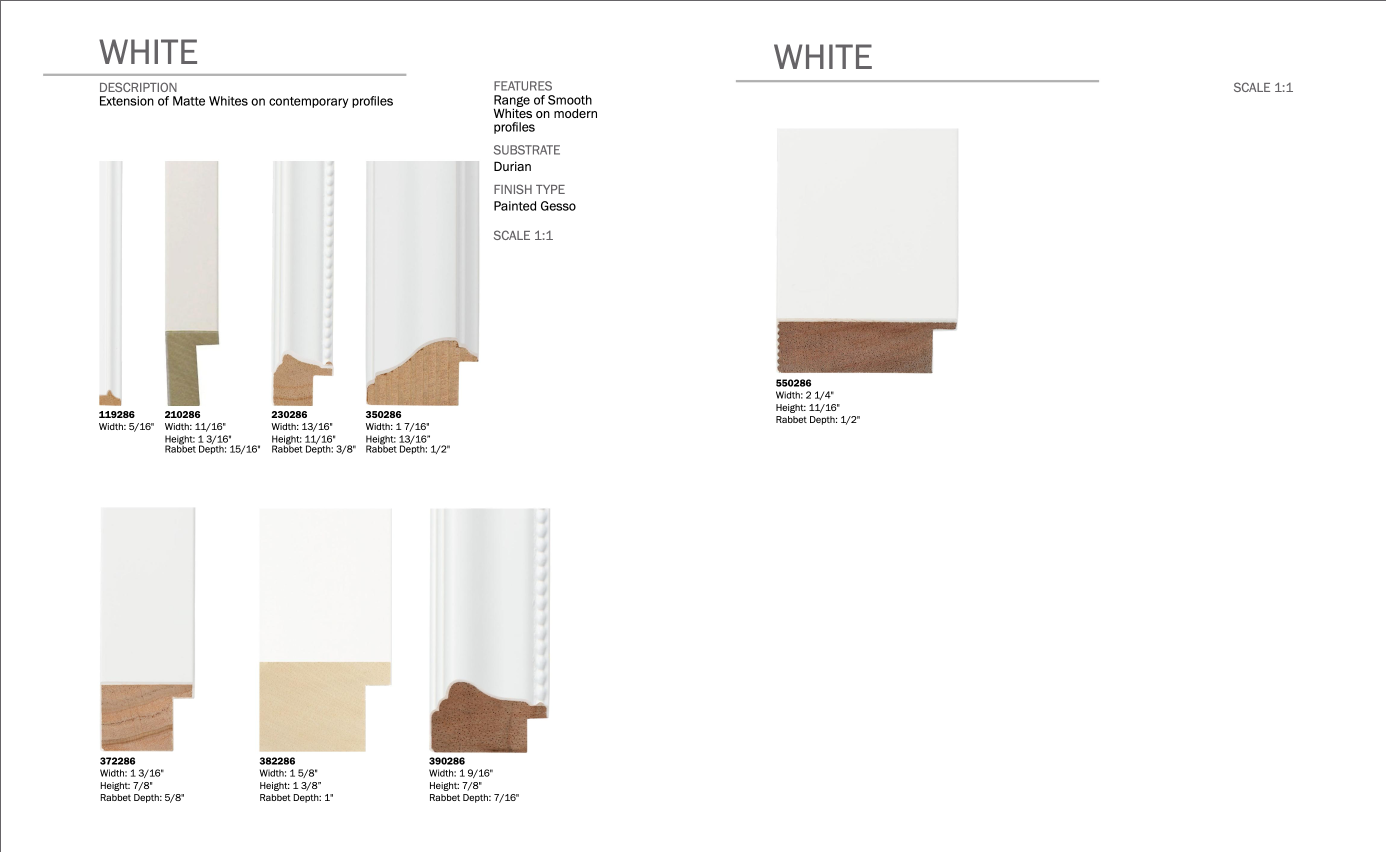 WHITE
DESCRIPTION
Extension of Matte Whites on contemporary profiles
FEATURES
Range of Smooth
Whites on modern
profiles
SUBSTRATE
Durian
FINISH TYPE
Painted Gesso
SCALE 1:1
119286
Width: 5/16"
210286
Width: 11/16"
Height: 1 3/16"
Rabbet Depth: 15/16"
230286
Width: 13/16"
Height: 11/16"
Rabbet Depth: 3/8"
350286
Width: 1 7/16"
Height: 13/16"
Rabbet Depth: 1/2"
372286
Width: 1 3/16"
Height: 7/8"
Rabbet Depth: 5/8"
382286
Width: 1 5/8"
Height: 1 3/8"
Rabbet Depth: 1"
390286
Width: 1 9/16"
Height: 7/8"
Rabbet Depth: 7/16"
WHITE
SCALE 1:1
550286
Width: 2 1/4"
Height: 11/16"
Rabbet Depth: 1/2"